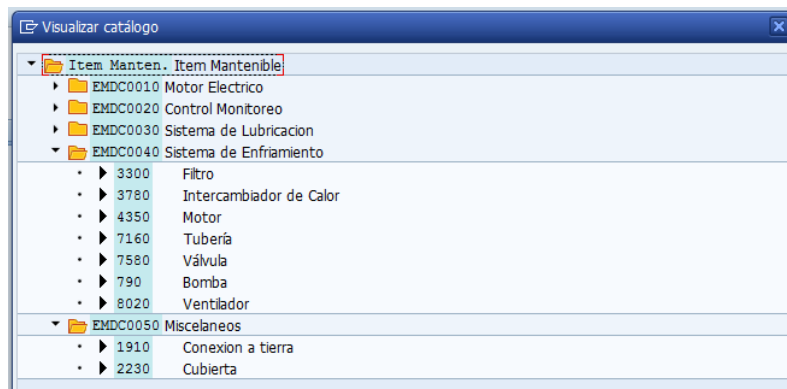 Visualizar catálogo
Item Manten. Item Mantenible
EMDC0010 Motor Electrico
EMDC0020 Control Monitoreo
EMDC0030 Sistema de Lubricacion
EMDC0040 Sistema de Enfriamiento
3300 Filtro
3780 Intercambiador de Calor
4350 Motor
7160 Tubería
7580 Válvula
790 Bomba
8020 Ventilador
EMDC0050 Miscelaneos
1910 Conexion a tierra
2230 Cubierta